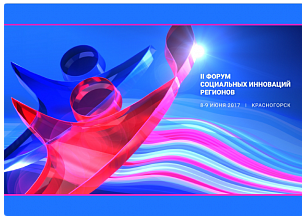 II ФОРУМ
СОЦИАЛЬНЫХ ИННОВАЦИЙ
РЕГИОНОВ
8-9 ИЮНЯ 2017 | КРАСНОГОРСК